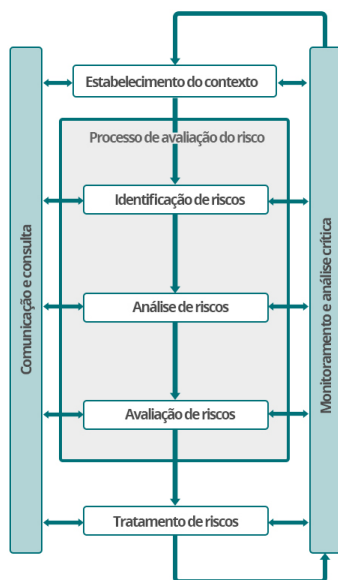 Estabelecimento do contexto
Processo de avaliação do risco
Identificação de riscos
Análise de riscos
Avaliação de riscos
Tratamento de riscos
Comunicação e consulta
Monitoramento e análise crítica